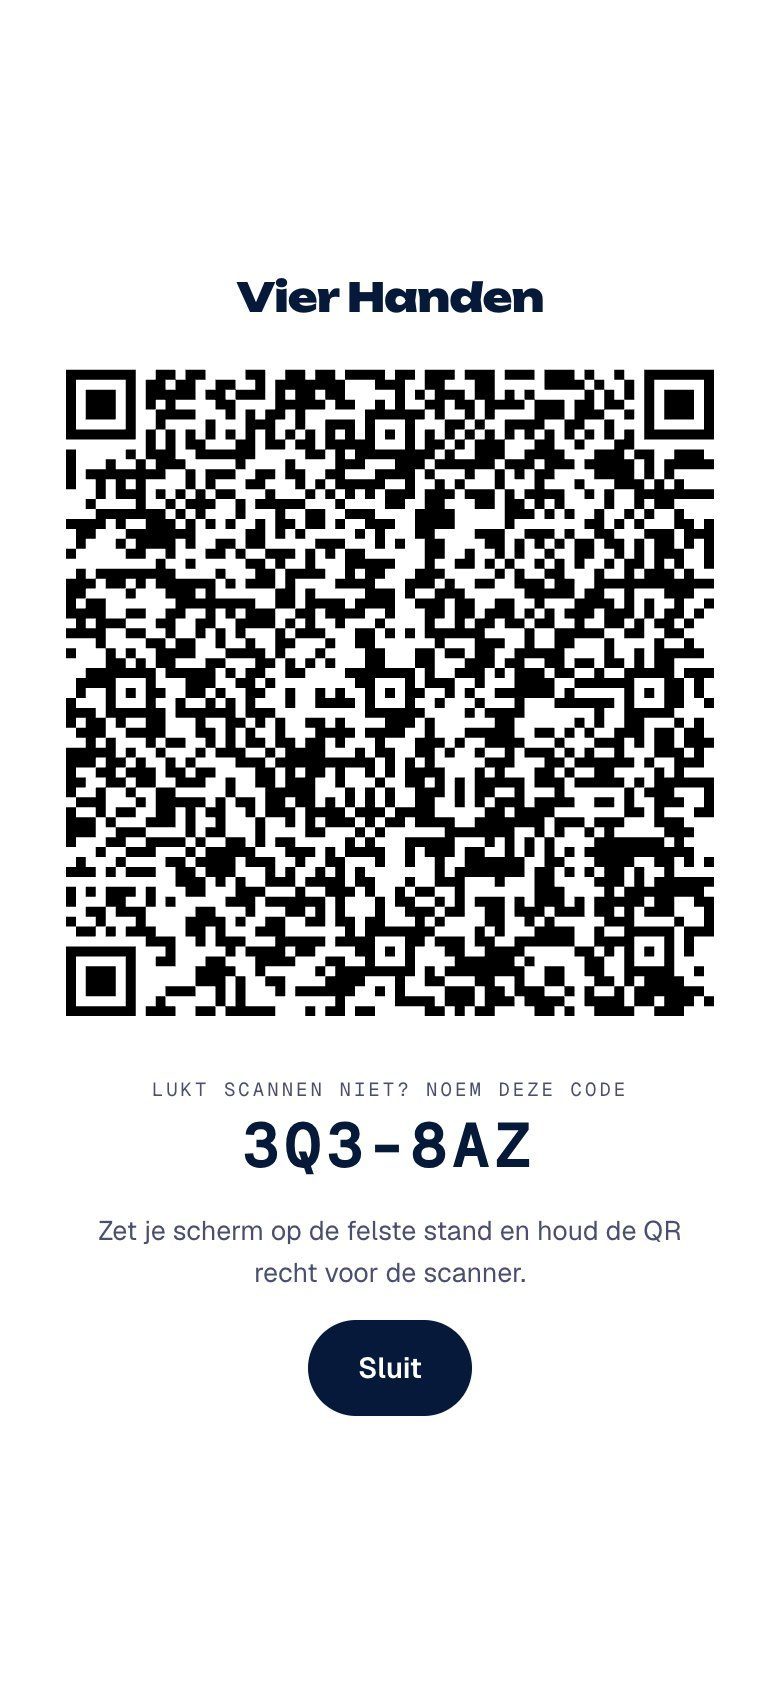 Vier Handen
LUKT SCANNEN NIET? NOEM DEZE CODE
3Q3-8AZ
Zet je scherm op de felste stand en houd de QR
recht voor de scanner.
Sluit